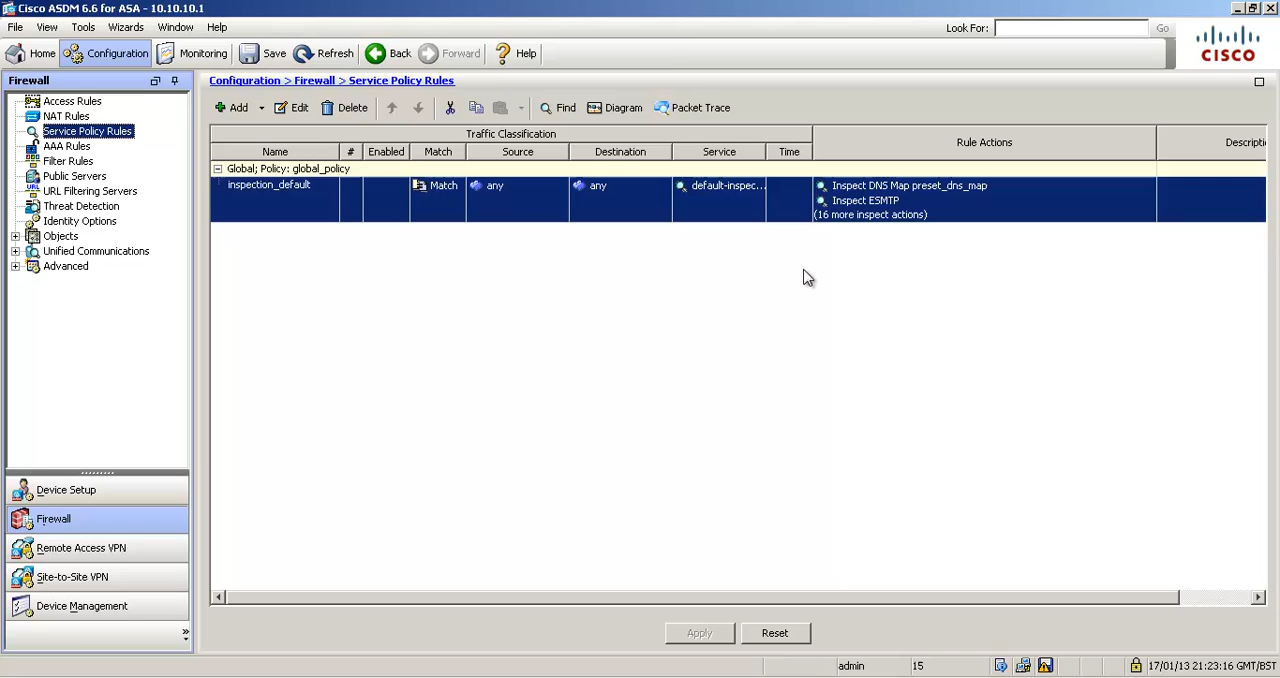 Cisco ASDM 6.6 for ASA - 10.10.10.1
File View Tools Wizards Window Help Look For: Go
Home Configuration Monitoring Save Refresh Back Forward Help
CISCO
Firewall
Configuration > Firewall > Service Policy Rules
Access Rules
NAT Rules
Service Policy Rules
AAA Rules
Filter Rules
Public Servers
URL Filtering Servers
Threat Detection
Identity Options
Objects
Unified Communications
Advanced
Add Edit Delete Find Diagram Packet Trace
Traffic Classification
Name # Enabled Match Source Destination Service Time Rule Actions Descripti
Global; Policy: global_policy
inspection_default Match any any default-inspec... Inspect DNS Map preset_dns_map
Inspect ESMTP
(16 more inspect actions)
Device Setup
Firewall
Remote Access VPN
Site-to-Site VPN
Device Management
Apply Reset
admin 15 17/01/13 21:23:16 GMT/BST